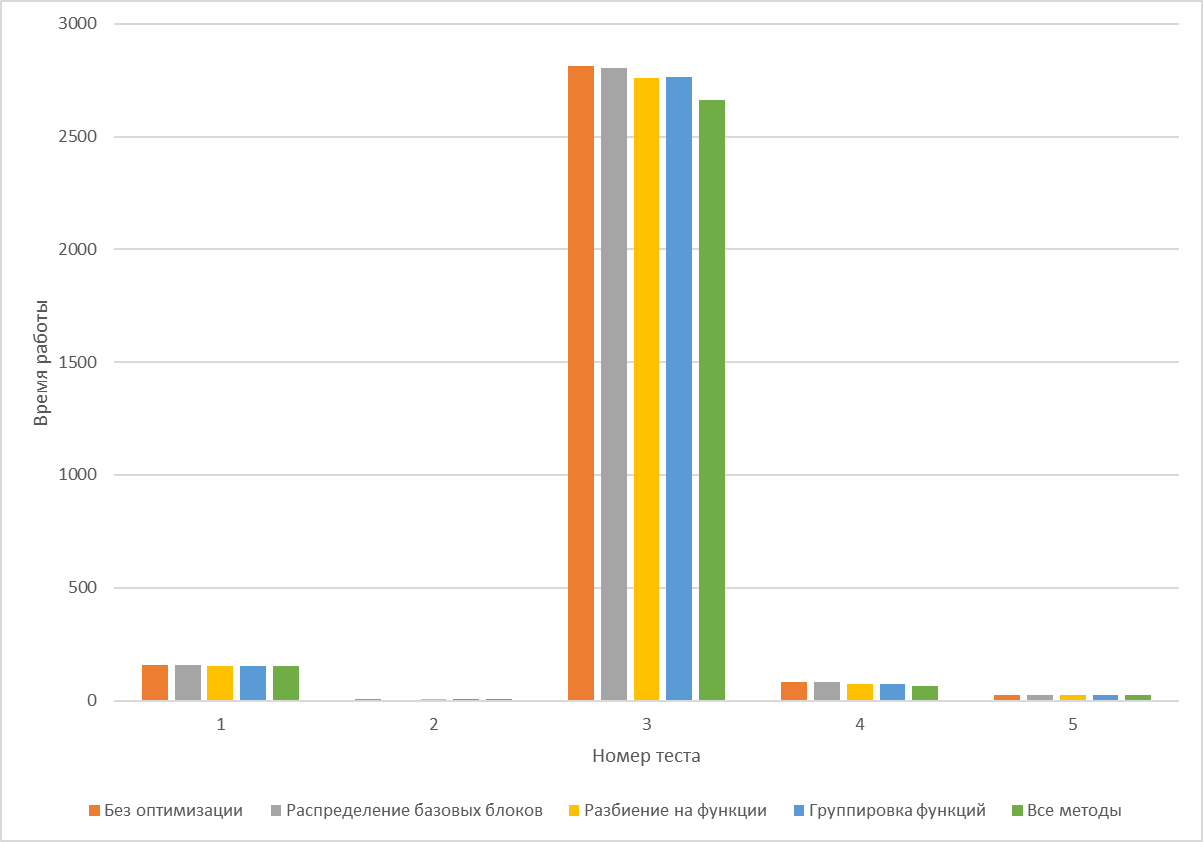 3000
2500
2000
1500
1000
500
0
Время работы
1 2 3 4 5
Номер теста
Без оптимизации Распределение базовых блоков Разбиение на функции Группировка функций Все методы